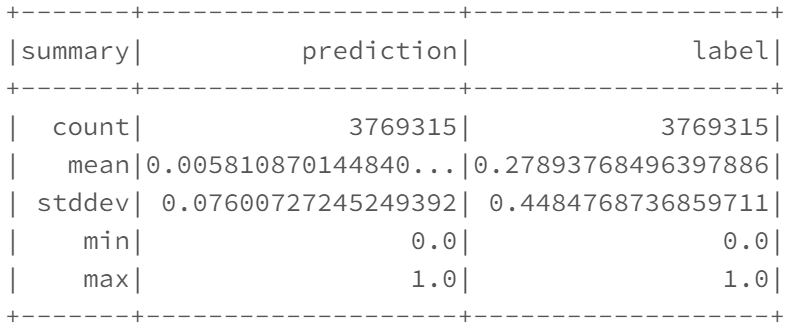 +-------+--------------------+-------------------+
|summary|          prediction|              label|
+-------+--------------------+-------------------+
|  count|             3769315|            3769315|
|   mean|0.005810870144840...|0.27893768496397886|
| stddev| 0.07600727245249392| 0.4484768736859711|
|    min|                 0.0|                0.0|
|    max|                 1.0|                1.0|
+-------+--------------------+-------------------+